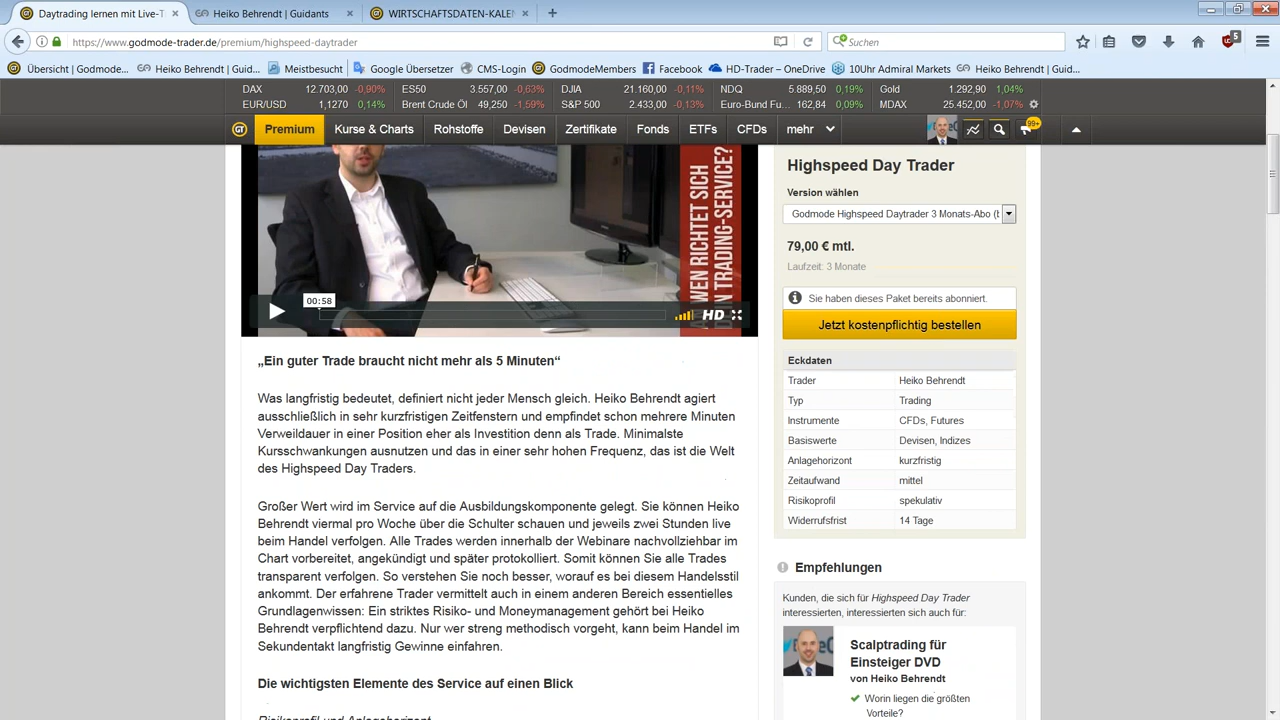 Daytrading lernen mit Live-T
Heiko Behrendt | Guidants
WIRTSCHAFTSDATEN-KALEN
https://www.godmode-trader.de/premium/highspeed-daytrader
Suchen
5
Übersicht | Godmode...
Heiko Behrendt | Guid...
Meistbesucht
Google Übersetzer
CMS-Login
GodmodeMembers
Facebook
HD-Trader – OneDrive
10Uhr Admiral Markets
Heiko Behrendt | Guid...
DAX 12.703,00 -0,90% ES50 3.557,00 -0,63% DJIA 21.160,00 -0,11% NDQ 5.889,50 0,19% Gold 1.292,90 1,04%
EUR/USD 1,1270 0,14% Brent Crude Öl 49,250 -1,59% S&P 500 2.433,00 -0,13% Euro-Bund Fu... 162,84 0,09% MDAX 25.452,00 -1,07%
GT Premium Kurse & Charts Rohstoffe Devisen Zertifikate Fonds ETFs CFDs mehr 99+
WEN RICHTET SICH
DEIN TRADING-SERVICE?
00:58
HD
„Ein guter Trade braucht nicht mehr als 5 Minuten“
Was langfristig bedeutet, definiert nicht jeder Mensch gleich. Heiko Behrendt agiert
ausschließlich in sehr kurzfristigen Zeitfenstern und empfindet schon mehrere Minuten
Verweildauer in einer Position eher als Investition denn als Trade. Minimalste
Kursschwankungen ausnutzen und das in einer sehr hohen Frequenz, das ist die Welt
des Highspeed Day Traders.
Großer Wert wird im Service auf die Ausbildungskomponente gelegt. Sie können Heiko
Behrendt viermal pro Woche über die Schulter schauen und jeweils zwei Stunden live
beim Handel verfolgen. Alle Trades werden innerhalb der Webinare nachvollziehbar im
Chart vorbereitet, angekündigt und später protokolliert. Somit können Sie alle Trades
transparent verfolgen. So verstehen Sie noch besser, worauf es bei diesem Handelsstil
ankommt. Der erfahrene Trader vermittelt auch in einem anderen Bereich essentielles
Grundlagenwissen: Ein striktes Risiko- und Moneymanagement gehört bei Heiko
Behrendt verpflichtend dazu. Nur wer streng methodisch vorgeht, kann beim Handel im
Sekundentakt langfristig Gewinne einfahren.
Die wichtigsten Elemente des Service auf einen Blick
Risikoprofil und Anlagehorizont
Highspeed Day Trader
Version wählen
Godmode Highspeed Daytrader 3 Monats-Abo (t
79,00 € mtl.
Laufzeit: 3 Monate
Sie haben dieses Paket bereits abonniert.
Jetzt kostenpflichtig bestellen
Eckdaten
Trader Heiko Behrendt
Typ Trading
Instrumente CFDs, Futures
Basiswerte Devisen, Indizes
Anlagehorizont kurzfristig
Zeitaufwand mittel
Risikoprofil spekulativ
Widerrufsfrist 14 Tage
Empfehlungen
Kunden, die sich für Highspeed Day Trader
interessierten, interessierten sich auch für:
Scalptrading für
Einsteiger DVD
von Heiko Behrendt
Worin liegen die größten
Vorteile?